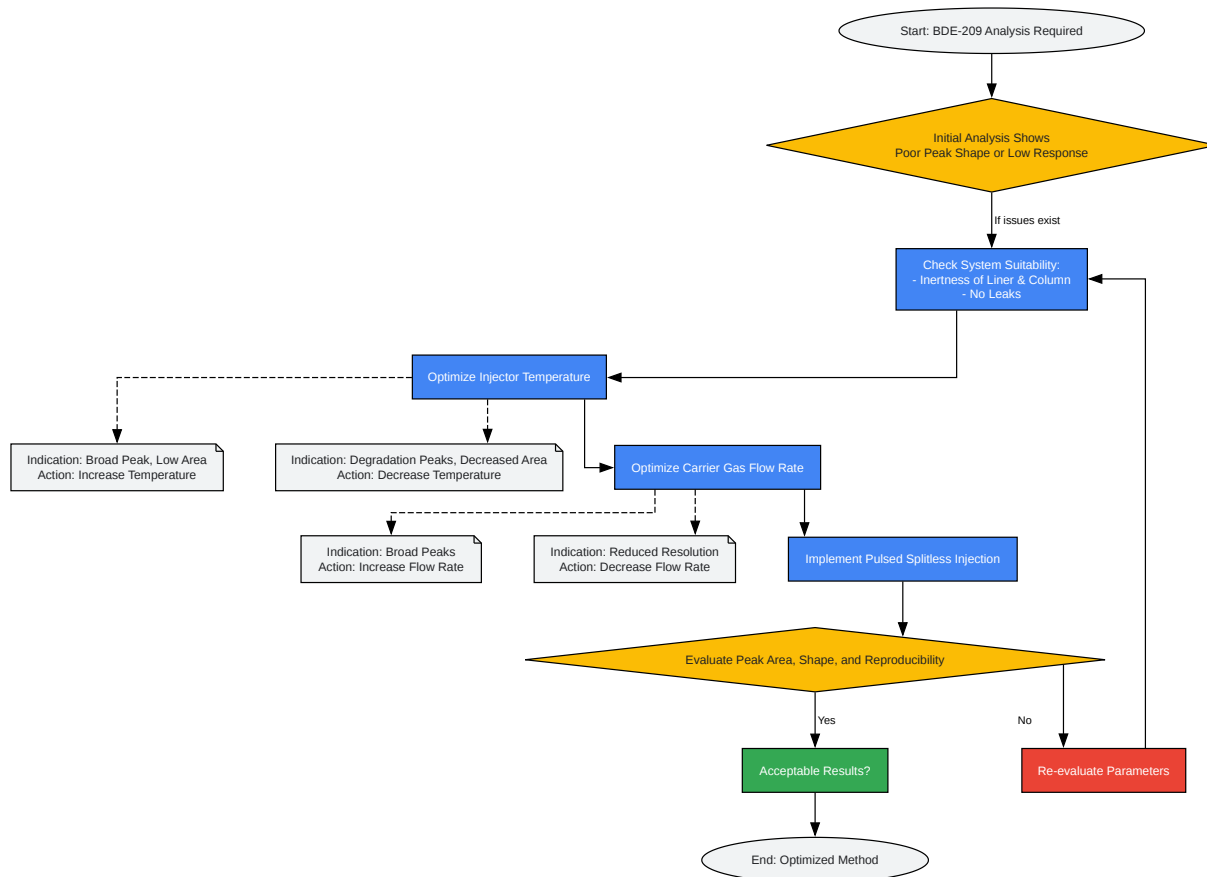 Start: BDE-209 Analysis Required
Initial Analysis Shows
Poor Peak Shape or Low Response
If issues exist
Check System Suitability:
- Inertness of Liner & Column
- No Leaks
Optimize Injector Temperature
Indication: Broad Peak, Low Area
Action: Increase Temperature
Indication: Degradation Peaks, Decreased Area
Action: Decrease Temperature
Optimize Carrier Gas Flow Rate
Indication: Broad Peaks
Action: Increase Flow Rate
Indication: Reduced Resolution
Action: Decrease Flow Rate
Implement Pulsed Splitless Injection
Evaluate Peak Area, Shape, and Reproducibility
Yes
No
Acceptable Results?
Re-evaluate Parameters
End: Optimized Method